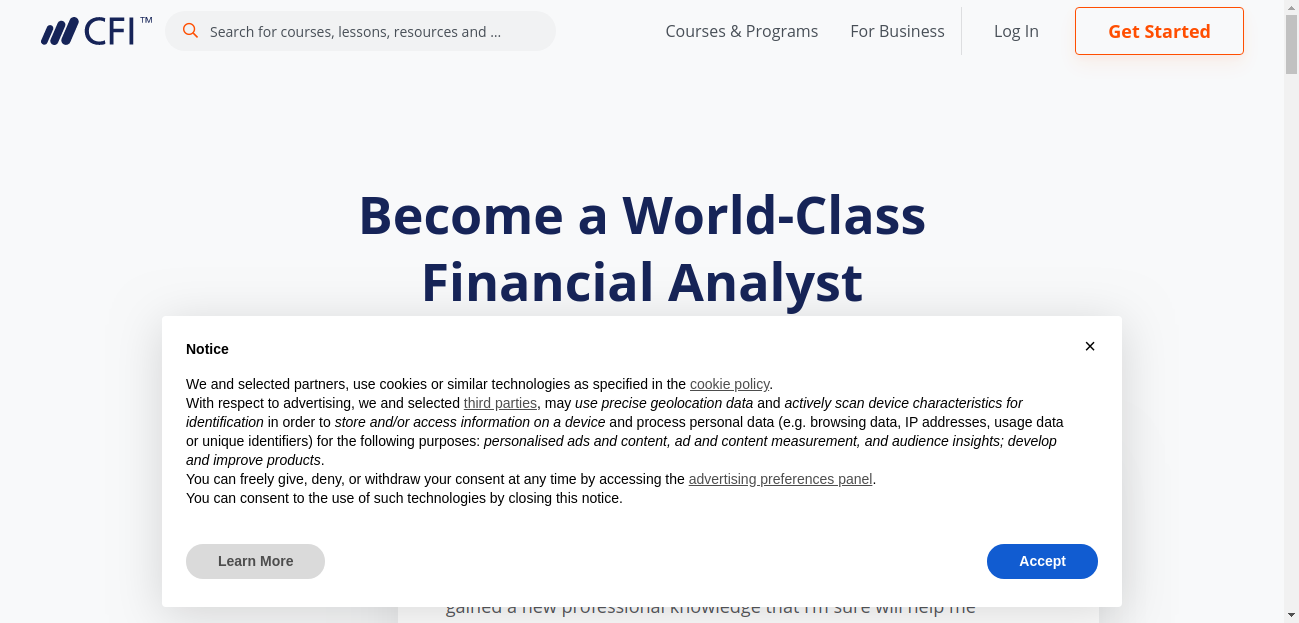 CFI™
Search for courses, lessons, resources and ...
Courses & Programs
For Business
Log In
Get Started
Become a World-Class
Financial Analyst
Notice
×
We and selected partners, use cookies or similar technologies as specified in the cookie policy.
With respect to advertising, we and selected third parties, may use precise geolocation data and actively scan device characteristics for
identification in order to store and/or access information on a device and process personal data (e.g. browsing data, IP addresses, usage data
or unique identifiers) for the following purposes: personalised ads and content, ad and content measurement, and audience insights; develop
and improve products.
You can freely give, deny, or withdraw your consent at any time by accessing the advertising preferences panel.
You can consent to the use of such technologies by closing this notice.
Learn More
Accept
gained a new professional knowledge that I'm sure will help me